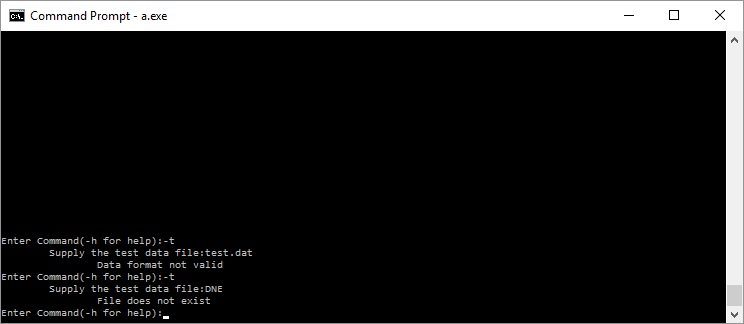 Command Prompt - a.exe
Enter Command(-h for help):-t
Supply the test data file:test.dat
Data format not valid
Enter Command(-h for help):-t
Supply the test data file:DNE
File does not exist
Enter Command(-h for help):